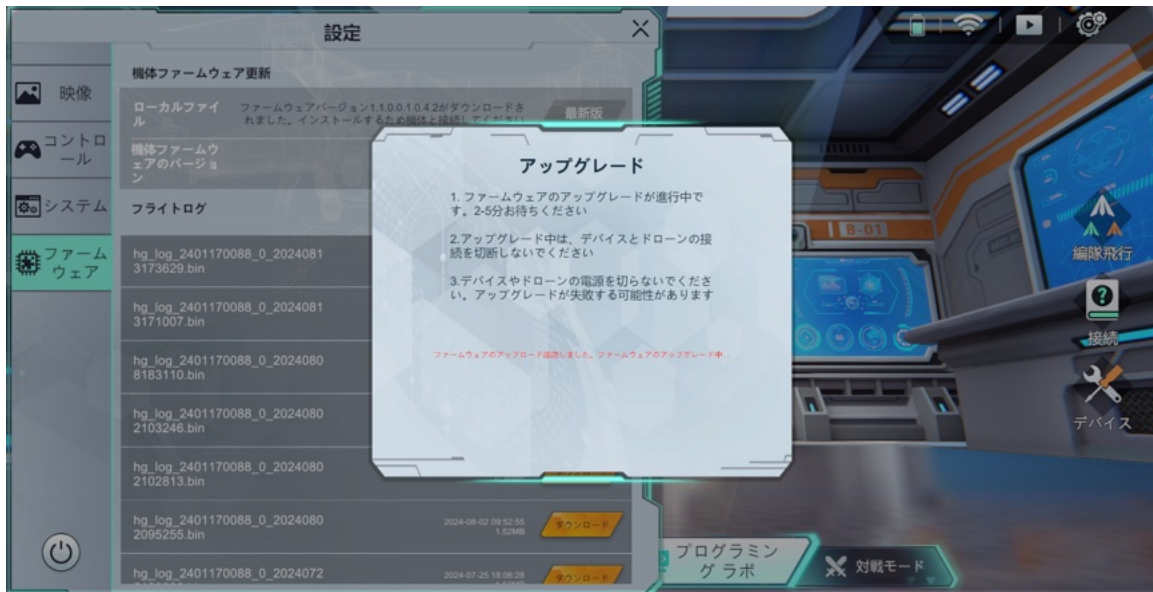 設定
映像
コントロ
ール
システム
ファーム
ウェア
機体ファームウェア更新
ローカルファイ
ル
ファームウェアバージョン1.1.0.0.1.0.4.2がダウンロードさ
れました。インストールするため機体と接続してください
最新版
機体ファームウ
ェアのバージョ
ン
フライトログ
hg_log_2401170088_0_2024081
3173629.bin
hg_log_2401170088_0_2024081
3171007.bin
hg_log_2401170088_0_2024080
8183110.bin
hg_log_2401170088_0_2024080
2103246.bin
hg_log_2401170088_0_2024080
2102813.bin
hg_log_2401170088_0_2024080
2095255.bin
2024-08-02 09:52:55
1.52MB
ダウンロード
hg_log_2401170088_0_2024072
2024-07-25 18:06:28
ダウンロード
アップグレード
1. ファームウェアのアップグレードが進行中で
す。2-5分お待ちください
2.アップグレード中は、デバイスとドローンの接
続を切断しないでください
3.デバイスやドローンの電源を切らないでくださ
い。アップグレードが失敗する可能性があります
ファームウェアのアップロード成功しました。ファームウェアのアップグレード中..
B-01
編隊飛行
接続
デバイス
プログラミン
グ ラボ
対戦モード